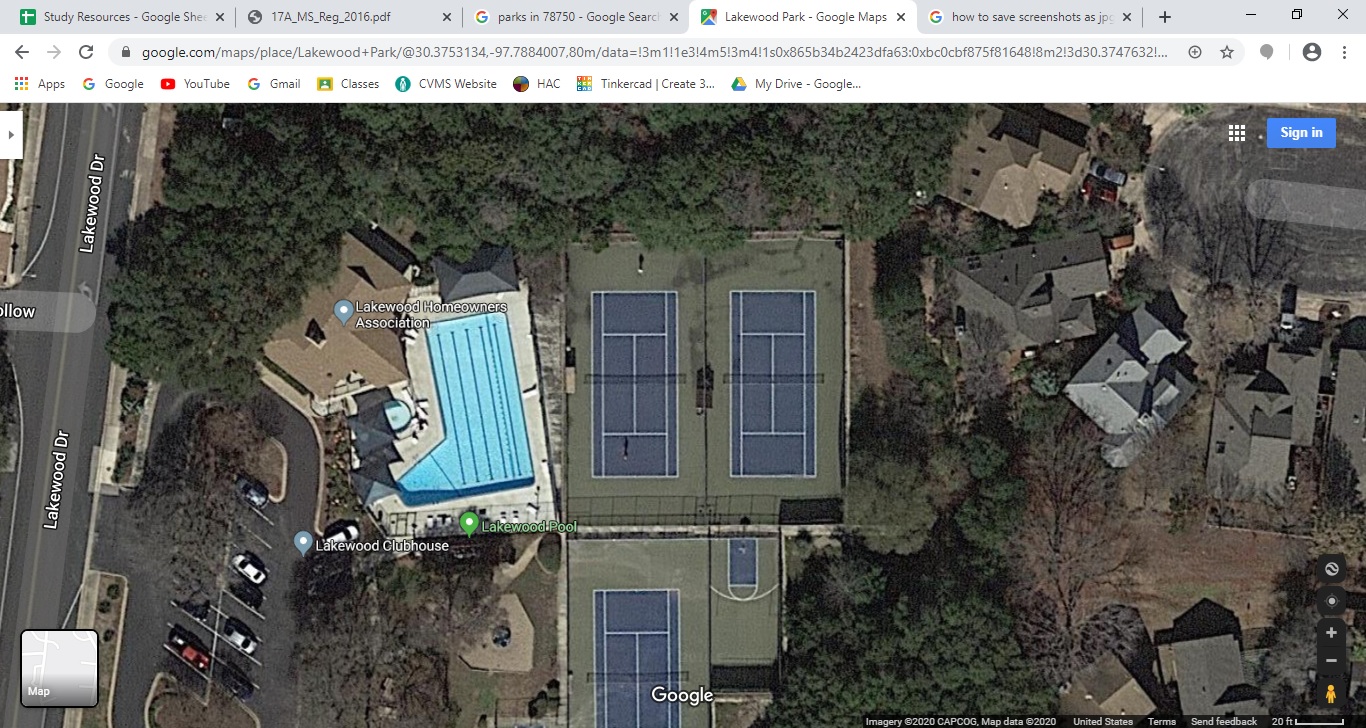 Study Resources - Google She
17A_MS_Reg_2016.pdf
parks in 78750 - Google Search
Lakewood Park - Google Maps
how to save screenshots as jpg
google.com/maps/place/Lakewood+Park/@30.3753134,-97.7884007,80m/data=!3m1!1e3!4m5!3m4!1s0x865b34b2423dfa63:0xbc0cbf875f81648!8m2!3d30.3747632!...
Apps
Google
YouTube
Gmail
Classes
CVMS Website
HAC
Tinkercad | Create 3...
My Drive - Google...
Sign in
Lakewood Dr
ollow
Lakewood Homeowners
Association
Lakewood Dr
Lakewood Pool
Lakewood Clubhouse
Map
Google
Imagery ©2020 CAPCOG, Map data ©2020
United States
Terms
Send feedback
20 ft